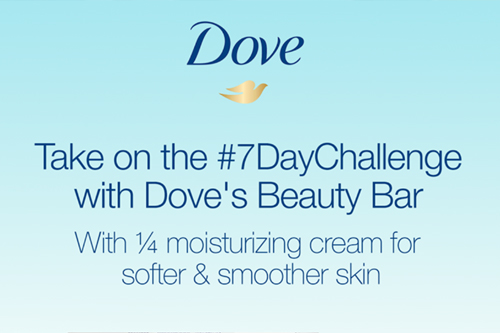 Dove
Take on the #7DayChallenge
with Dove's Beauty Bar
With ¼ moisturizing cream for
softer & smoother skin